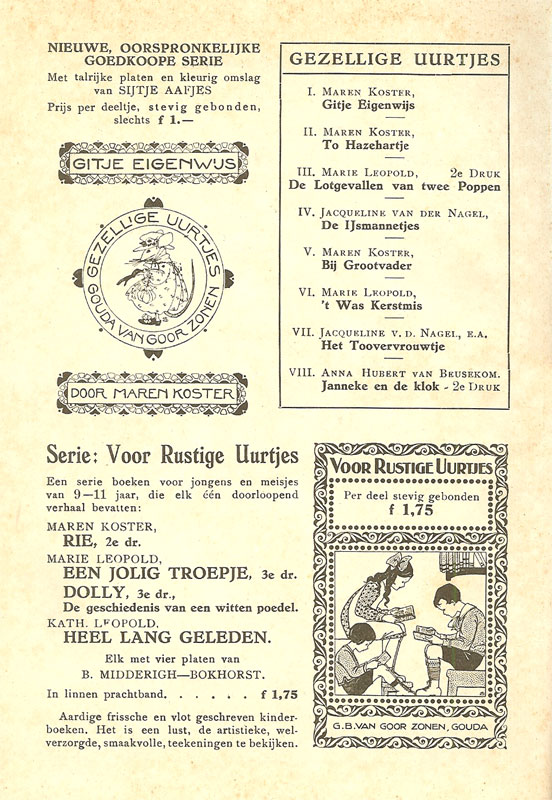 NIEUWE, OORSPRONKELIJKE
GOEDKOOPE SERIE
Met talrijke platen en kleurig omslag
van SIJTJE AAFJES
Prijs per deeltje, stevig gebonden,
slechts f 1.—
GITJE EIGENWIJS
GEZELLIGE UURTJES
GOUDA VAN GOOR ZONEN
DOOR MAREN KOSTER
GEZELLIGE UURTJES
I. MAREN KOSTER,
Gitje Eigenwijs
II. MAREN KOSTER,
To Hazehartje
III. MARIE LEOPOLD, 2e DRUK
De Lotgevallen van twee Poppen
IV. JACQUELINE VAN DER NAGEL,
De IJsmannetjes
V. MAREN KOSTER,
Bij Grootvader
VI. MARIE LEOPOLD,
't Was Kerstmis
VII. JACQUELINE V. D. NAGEL, E.A.
Het Toovervrouwtje
VIII. ANNA HUBERT VAN BEUSEKOM.
Janneke en de klok - 2e DRUK
Serie: Voor Rustige Uurtjes
Een serie boeken voor jongens en meisjes
van 9—11 jaar, die elk één doorloopend
verhaal bevatten:
MAREN KOSTER,
RIE, 2e dr.
MARIE LEOPOLD,
EEN JOLIG TROEPJE, 3e dr.
DOLLY, 3e dr.,
De geschiedenis van een witten poedel.
KATH. LEOPOLD,
HEEL LANG GELEDEN.
Elk met vier platen van
B. MIDDERIGH—BOKHORST.
In linnen prachtband. . . . . . f 1,75
Aardige frissche en vlot geschreven kinder-
boeken. Het is een lust, de artistieke, wel-
verzorgde, smaakvolle, teekeningen te bekijken.
VOOR RUSTIGE UURTJES
Per deel stevig gebonden
f 1,75
G.B. VAN GOOR ZONEN, GOUDA